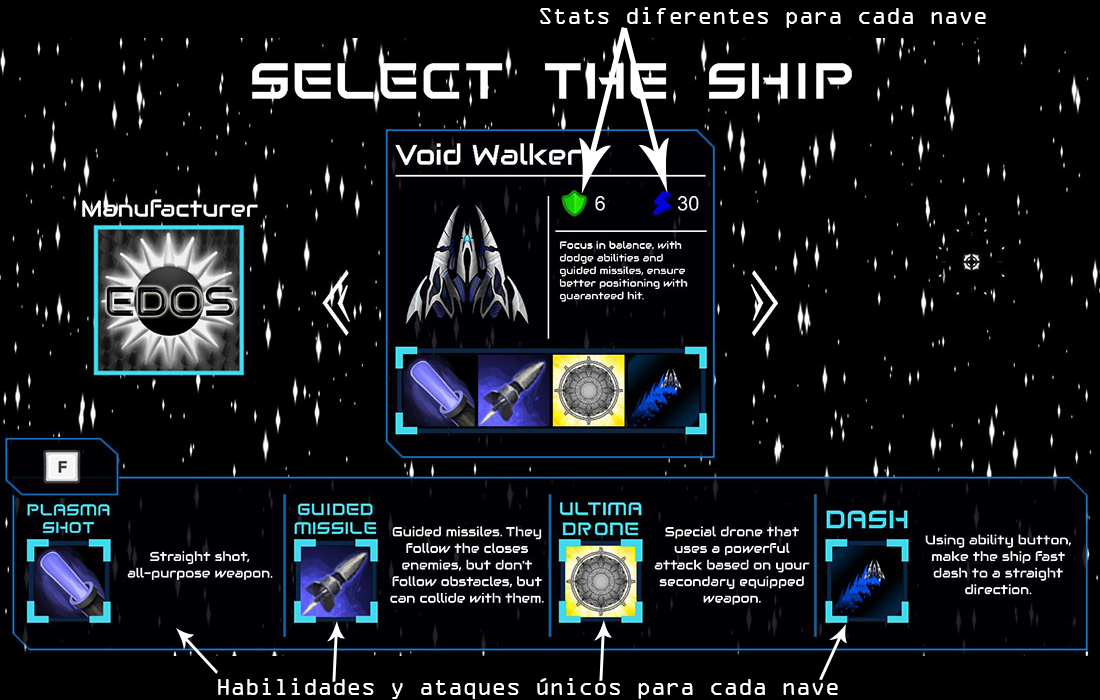 Stats diferentes para cada nave
SELECT THE SHIP
Void Walker
6
30
Focus in balance, with
dodge abilities and
guided missiles, ensure
better positioning with
guaranteed hit.
Manufacturer
EDOS
F
PLASMA
SHOT
Straight shot,
all-purpose weapon.
GUIDED
MISSILE
Guided missiles. They
follow the closes
enemies, but don't
follow obstacles, but
can collide with them.
ULTIMA
DRONE
Special drone that
uses a powerful
attack based on your
secondary equipped
weapon.
DASH
Using ability button,
make the ship fast
dash to a straight
direction.
Habilidades y ataques únicos para cada nave